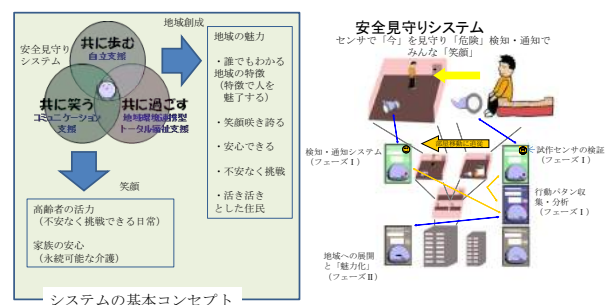 地域創成
安全見守り
システム
共に歩む
自立支援
共に笑う
コミュニケーション
支援
共に過ごす
地域環境連携型
トータル福祉支援
地域の魅力
・誰でもわかる
地域の特徴
(特徴で人を
魅了する)
・笑顔咲き誇る
・安心できる
・不安なく挑戦
・活き活き
とした住民
笑顔
高齢者の活力
(不安なく挑戦できる日常)
家族の安心
(永続可能な介護)
システムの基本コンセプト
安全見守りシステム
センサで「今」を見守り「危険」検知・通知で
みんな「笑顔」
検知・通知システム
(フェーズⅠ)
試作センサの検証
(フェーズⅠ)
行動パタン収
集・分析
(フェーズⅠ)
地域への展開
と「魅力化」
(フェーズⅡ)